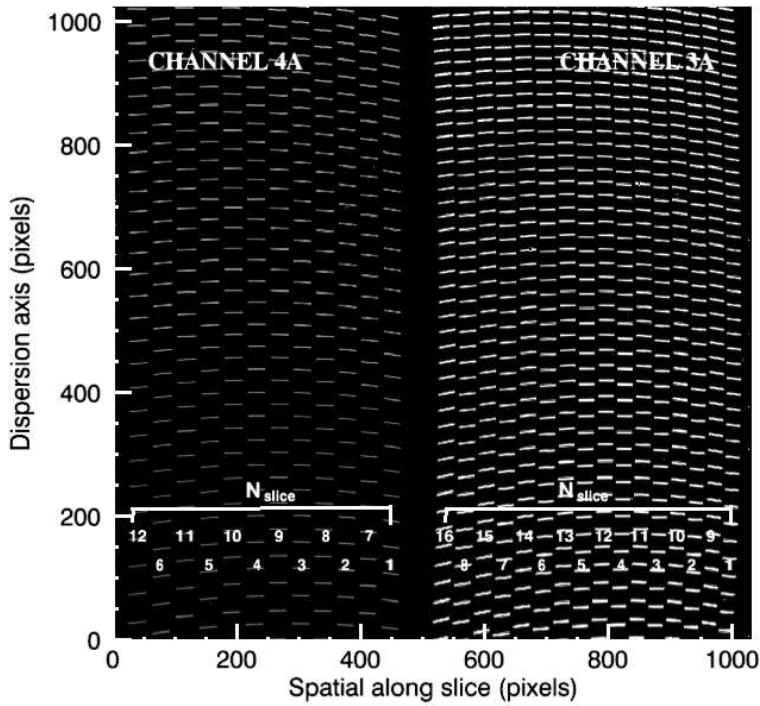 1000
CHANNEL 4A
CHANNEL 3A
800
600
400
200
0
Dispersion axis (pixels)
Nslice
12 11 10 9 8 7
6 5 4 3 2 1
Nslice
16 15 14 13 12 11 10 9
8 7 6 5 4 3 2 1
0 200 400 600 800 1000
Spatial along slice (pixels)